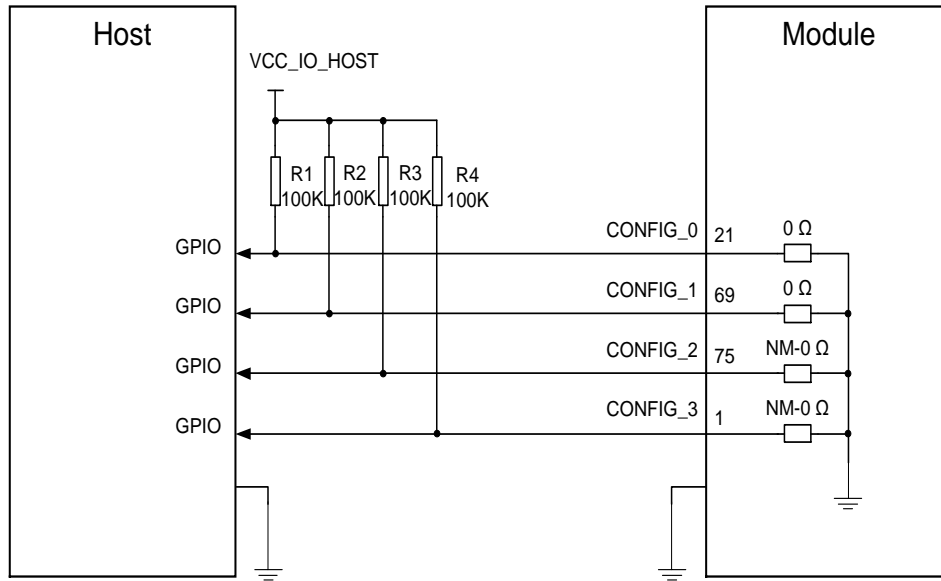 Host
Module
VCC_IO_HOST
R1
100K
R2
100K
R3
100K
R4
100K
GPIO
CONFIG_0
21
0 Ω
GPIO
CONFIG_1
69
0 Ω
GPIO
CONFIG_2
75
NM-0 Ω
GPIO
CONFIG_3
1
NM-0 Ω